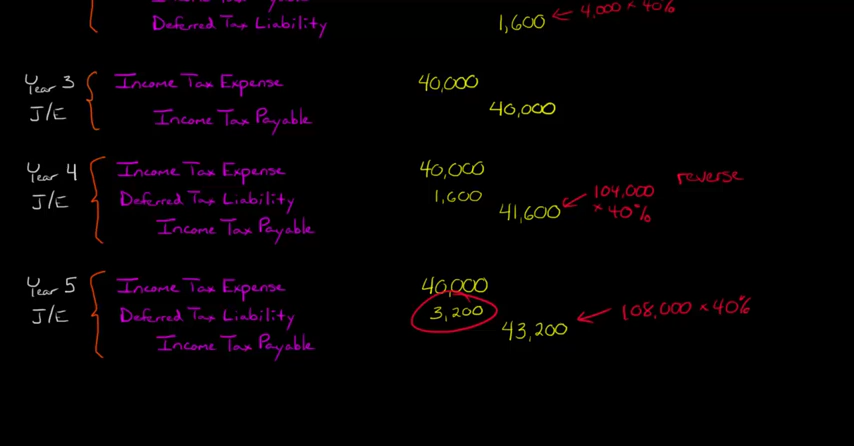 Deferred Tax Liability 1,600 4,000 × 40%
Year 3 Income Tax Expense 40,000
J/E Income Tax Payable 40,000
Year 4 Income Tax Expense 40,000 104,000 reverse
J/E Deferred Tax Liability 1,600 × 40%
Income Tax Payable 41,600
Year 5 Income Tax Expense 40,000
J/E Deferred Tax Liability 3,200 108,000 × 40%
Income Tax Payable 43,200